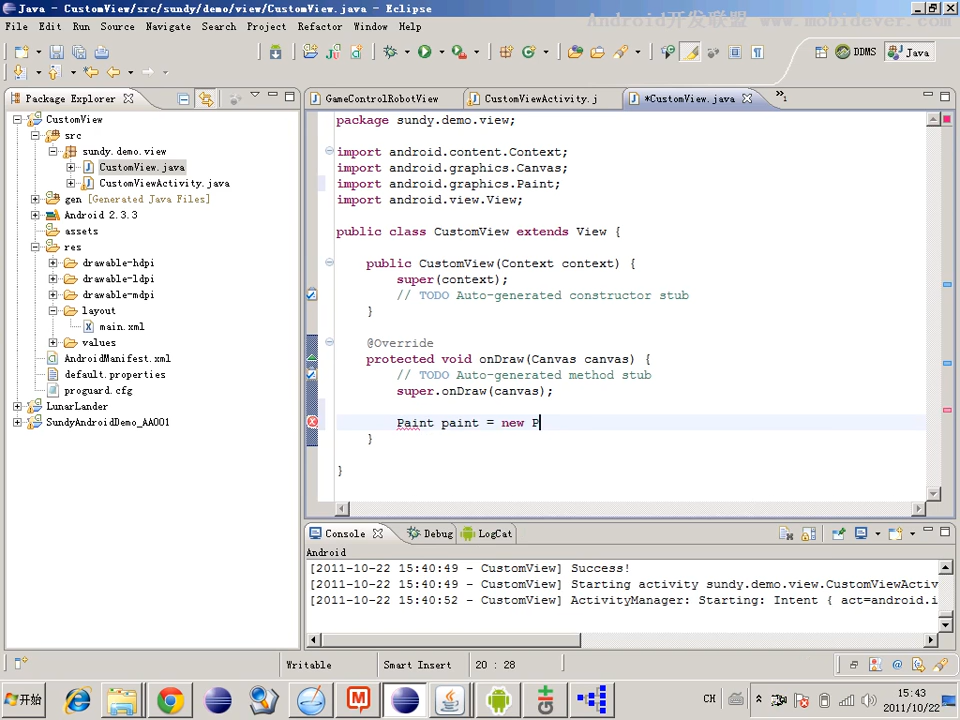 Java - CustomView/src/sundy/demo/view/CustomView.java - Eclipse
Android开发联盟 www.mobidever.com
File Edit Run Source Navigate Search Project Refactor Window Help
DDMS Java
Package Explorer
GameControlRobotView CustomViewActivity.j *CustomView.java »1
CustomView
src
sundy.demo.view
CustomView.java
CustomViewActivity.java
gen [Generated Java Files]
Android 2.3.3
assets
res
drawable-hdpi
drawable-ldpi
drawable-mdpi
layout
main.xml
values
AndroidManifest.xml
default.properties
proguard.cfg
LunarLander
SundyAndroidDemo_AA001
package sundy.demo.view;
import android.content.Context;
import android.graphics.Canvas;
import android.graphics.Paint;
import android.view.View;
public class CustomView extends View {
public CustomView(Context context) {
super(context);
// TODO Auto-generated constructor stub
}
@Override
protected void onDraw(Canvas canvas) {
// TODO Auto-generated method stub
super.onDraw(canvas);
Paint paint = new P
}
}
Console Debug LogCat
Android
[2011-10-22 15:40:49 - CustomView] Success!
[2011-10-22 15:40:49 - CustomView] Starting activity sundy.demo.view.CustomViewActiv
[2011-10-22 15:40:52 - CustomView] ActivityManager: Starting: Intent { act=android.i
Writable Smart Insert 20 : 28
开始 CH 15:43
2011/10/22